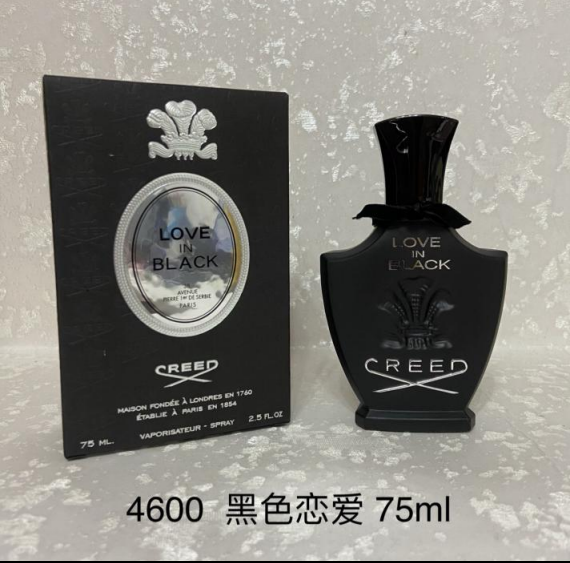 LOVE
IN
BLACK
AVENUE
PIERRE 1ER DE SERBIE
PARIS
CREED
MAISON FONDÉE À LONDRES EN 1760
ÉTABLIE À PARIS EN 1854
75 ML.
VAPORISATEUR - SPRAY
2.5 FL.OZ
LOVE
IN
BLACK
CREED
4600 黑色恋爱 75ml